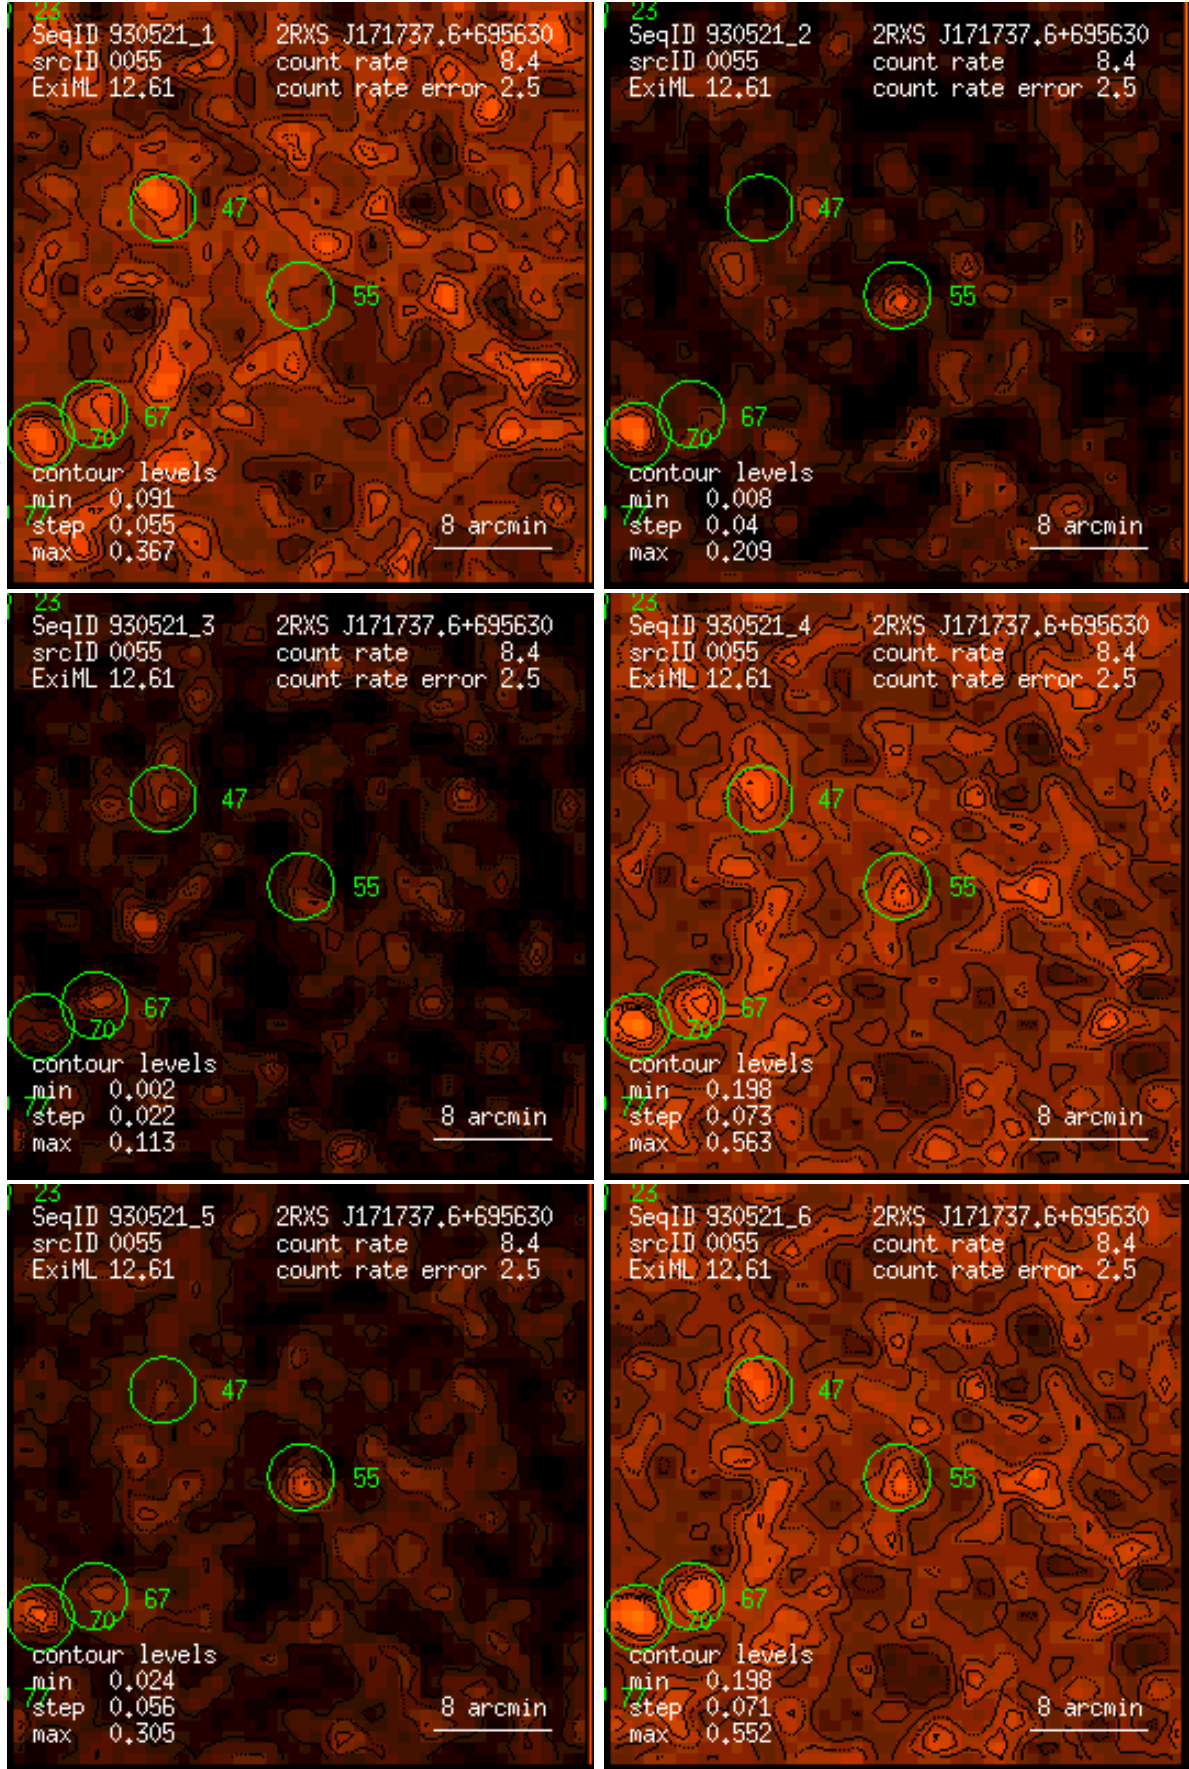 23
SeqID 930521_1 2RXS J171737.6+695630
srcID 0055 count rate 8.4
ExiML 12.61 count rate error 2.5
47
55
67
70
contour levels
min 0.091
77
step 0.055 8 arcmin
max 0.367
23
SeqID 930521_2 2RXS J171737.6+695630
srcID 0055 count rate 8.4
ExiML 12.61 count rate error 2.5
47
55
67
70
contour levels
min 0.008
77
step 0.04 8 arcmin
max 0.209
23
SeqID 930521_3 2RXS J171737.6+695630
srcID 0055 count rate 8.4
ExiML 12.61 count rate error 2.5
47
55
67
70
contour levels
min 0.002
77
step 0.022 8 arcmin
max 0.113
23
SeqID 930521_4 2RXS J171737.6+695630
srcID 0055 count rate 8.4
ExiML 12.61 count rate error 2.5
47
55
67
70
contour levels
min 0.198
77
step 0.073 8 arcmin
max 0.563
23
SeqID 930521_5 2RXS J171737.6+695630
srcID 0055 count rate 8.4
ExiML 12.61 count rate error 2.5
47
55
67
70
contour levels
min 0.024
77
step 0.056 8 arcmin
max 0.305
23
SeqID 930521_6 2RXS J171737.6+695630
srcID 0055 count rate 8.4
ExiML 12.61 count rate error 2.5
47
55
67
70
contour levels
min 0.198
77
step 0.071 8 arcmin
max 0.552